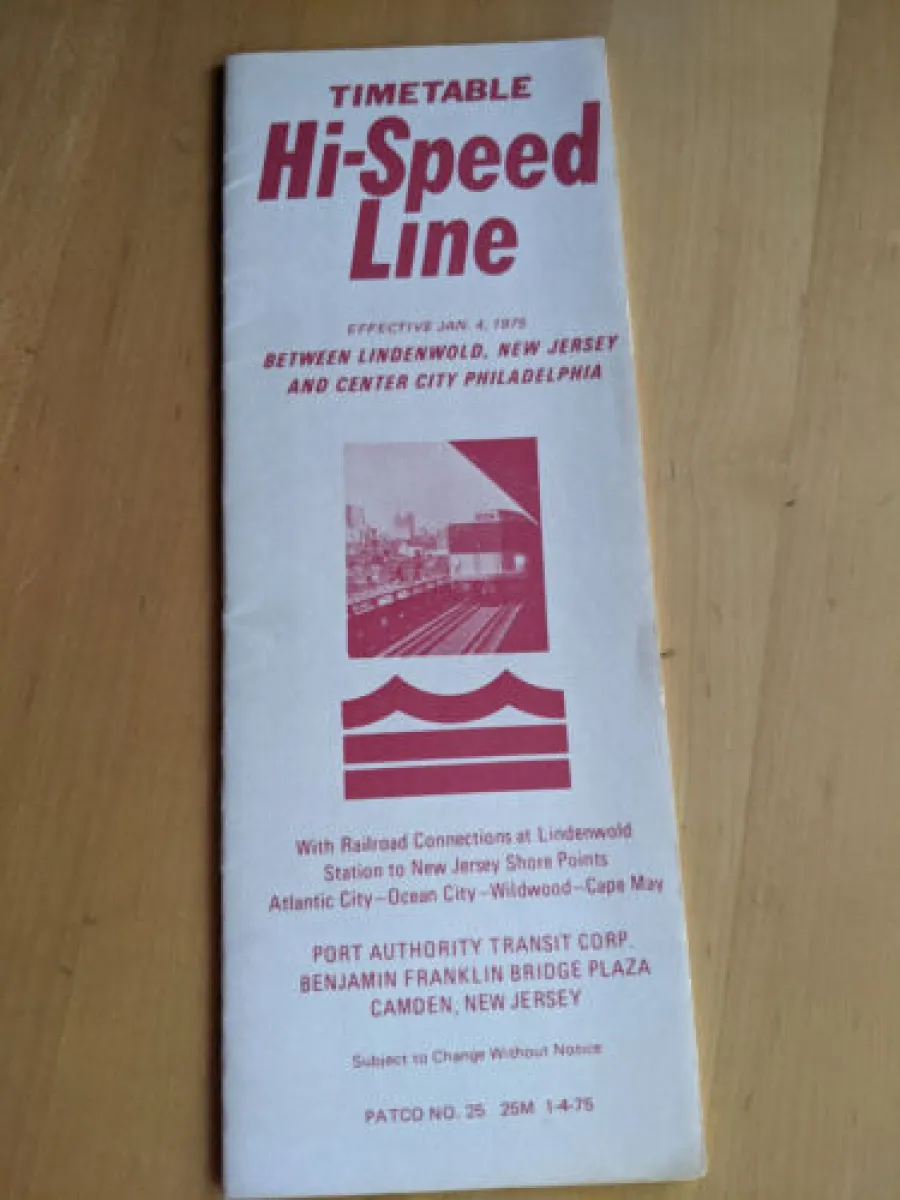 TIMETABLE
Hi-Speed
Line
EFFECTIVE JAN. 4, 1975
BETWEEN LINDENWOLD, NEW JERSEY
AND CENTER CITY PHILADELPHIA
With Railroad Connections at Lindenwold
Station to New Jersey Shore Points
Atlantic City–Ocean City–Wildwood–Cape May
PORT AUTHORITY TRANSIT CORP.
BENJAMIN FRANKLIN BRIDGE PLAZA
CAMDEN, NEW JERSEY
Subject to Change Without Notice
PATCO NO. 25 25M 1-4-75